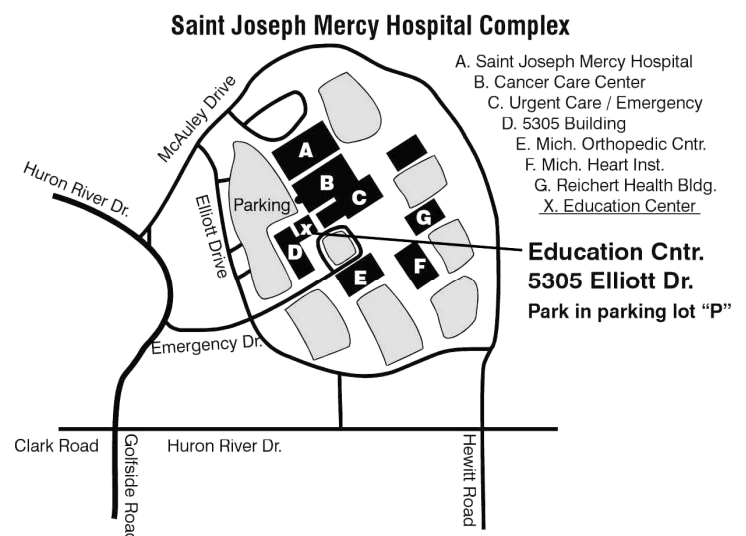 Saint Joseph Mercy Hospital Complex
A. Saint Joseph Mercy Hospital
B. Cancer Care Center
C. Urgent Care / Emergency
D. 5305 Building
E. Mich. Orthopedic Cntr.
F. Mich. Heart Inst.
G. Reichert Health Bldg.
X. Education Center
McAuley Drive
Huron River Dr.
Elliott Drive
Parking
A
B
C
X
D
G
E
F
Education Cntr.
5305 Elliott Dr.
Park in parking lot “P”
Emergency Dr.
Clark Road
Golfside Road
Huron River Dr.
Hewitt Road